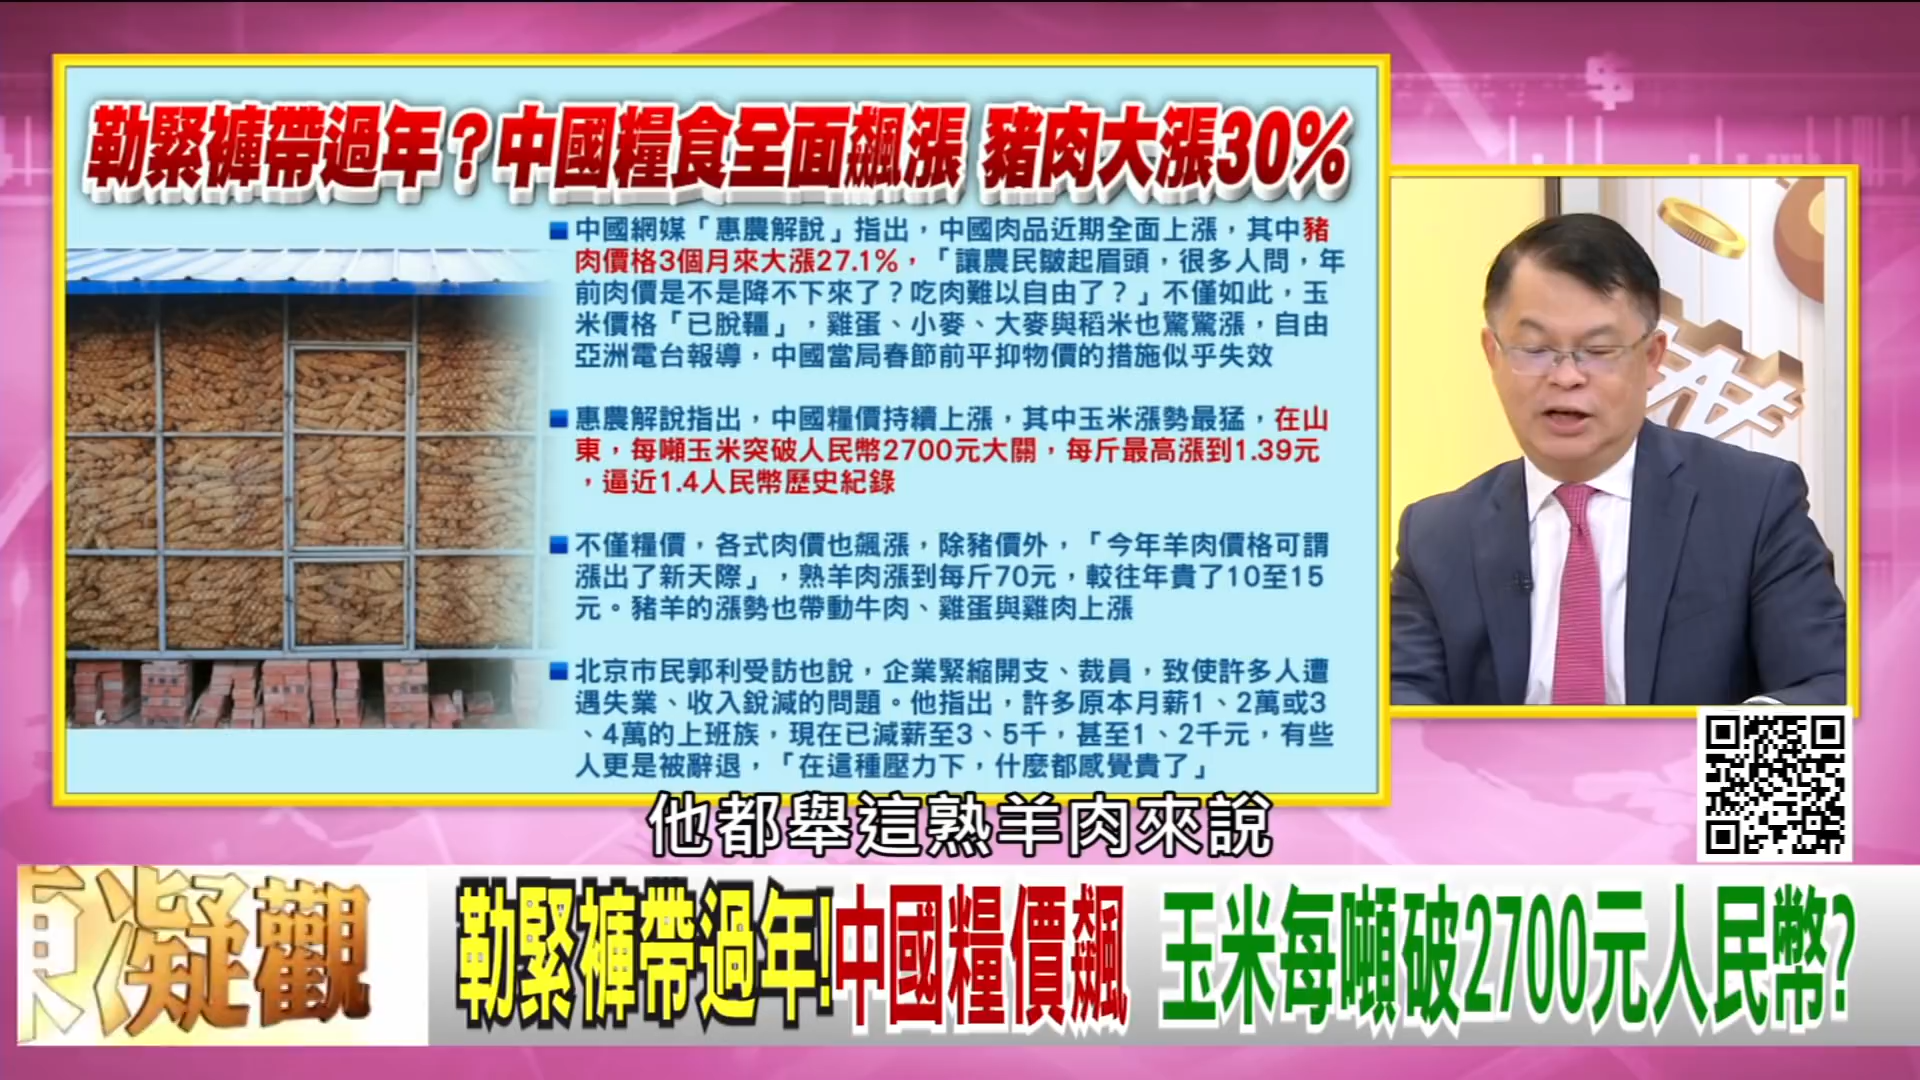 勒緊褲帶過年？中國糧食全面飆漲 豬肉大漲30%
中國網媒「惠農解說」指出，中國肉品近期全面上漲，其中豬
肉價格3個月來大漲27.1%，「讓農民皺起眉頭，很多人問，年
前肉價是不是降不下來了？吃肉難以自由了？」不僅如此，玉
米價格「已脫韁」，雞蛋、小麥、大麥與稻米也驚驚漲，自由
亞洲電台報導，中國當局春節前平抑物價的措施似乎失效
惠農解說指出，中國糧價持續上漲，其中玉米漲勢最猛，在山
東，每噸玉米突破人民幣2700元大關，每斤最高漲到1.39元
，逼近1.4人民幣歷史紀錄
不僅糧價，各式肉價也飆漲，除豬價外，「今年羊肉價格可謂
漲出了新天際」，熟羊肉漲到每斤70元，較往年貴了10至15
元。豬羊的漲勢也帶動牛肉、雞蛋與雞肉上漲
北京市民郭利受訪也說，企業緊縮開支、裁員，致使許多人遭
遇失業、收入銳減的問題。他指出，許多原本月薪1、2萬或3
、4萬的上班族，現在已減薪至3、5千，甚至1、2千元，有些
人更是被辭退，「在這種壓力下，什麼都感覺貴了」
他都舉這熟羊肉來說
凝觀
勒緊褲帶過年!中國糧價飆 玉米每噸破2700元人民幣?